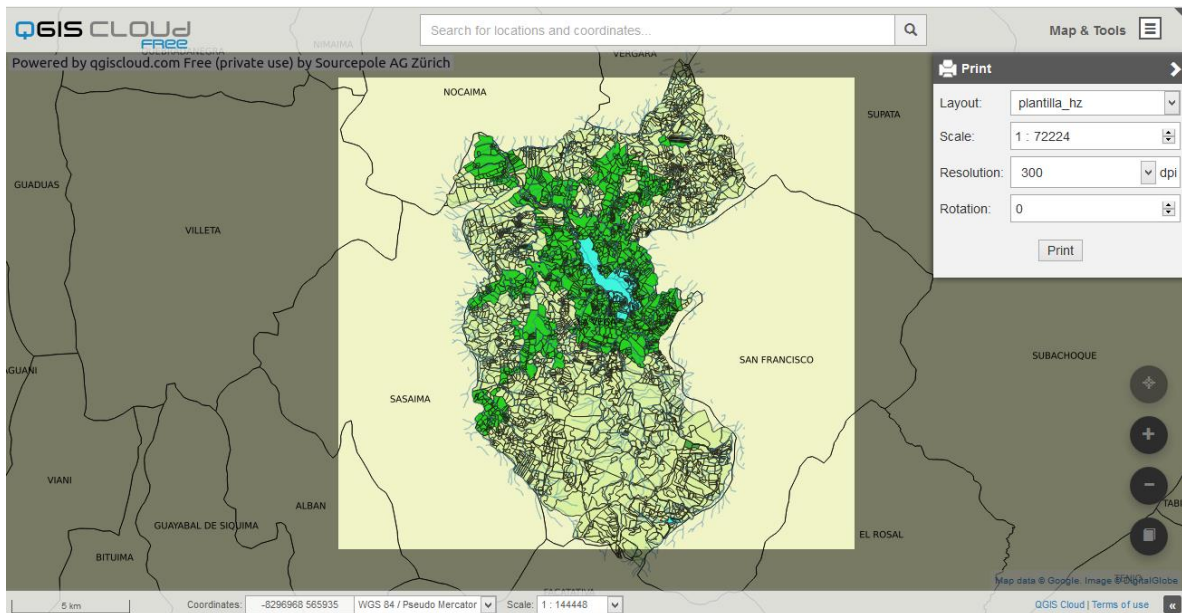 QGIS CLOUD
FREE
Search for locations and coordinates...
Map & Tools
QUEBRADANEGRA
NIMAIMA
VERGARA
Powered by qgiscloud.com Free (private use) by Sourcepole AG Zürich
Print
NOCAIMA
SUPATA
Layout: plantilla_hz
Scale: 1 : 72224
Resolution: 300 dpi
Rotation: 0
Print
GUADUAS
VILLETA
SAN FRANCISCO
SUBACHOQUE
AGUANI
SASAIMA
VIANI
ALBAN
GUAYABAL DE SIQUIMA
EL ROSAL
BITUIMA
Map data © Google. Image © DigitalGlobe
5 km
Coordinates: -8296968 565935
WGS 84 / Pseudo Mercator
Scale: 1 : 144448
FACATATIVA
QGIS Cloud | Terms of use